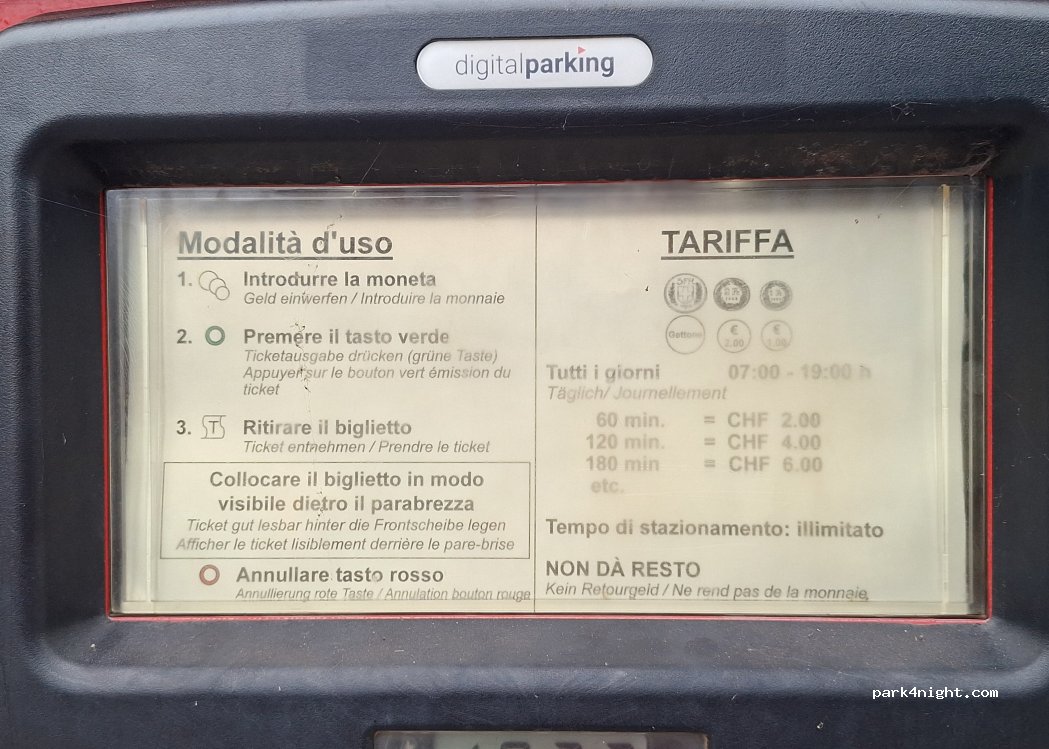 digitalparking
Modalità d'uso
1. Introdurre la moneta
Geld einwerfen / Introduire la monnaie
2. Premere il tasto verde
Ticketausgabe drücken (grüne Taste)
Appuyer sur le bouton vert émission du
ticket
3. T Ritirare il biglietto
Ticket entnehmen / Prendre le ticket
Collocare il biglietto in modo
visibile dietro il parabrezza
Ticket gut lesbar hinter die Frontscheibe legen
Afficher le ticket lisiblement derrière le pare-brise
Annullare tasto rosso
Annullierung rote Taste / Annulation bouton rouge
TARIFFA
Gettone € 2.00 € 1.00
Tutti i giorni 07:00 - 19:00 h
Täglich/ Journellement
60 min. = CHF 2.00
120 min. = CHF 4.00
180 min = CHF 6.00
etc.
Tempo di stazionamento: illimitato
NON DÀ RESTO
Kein Retourgeld / Ne rend pas de la monnaie
park4night.com